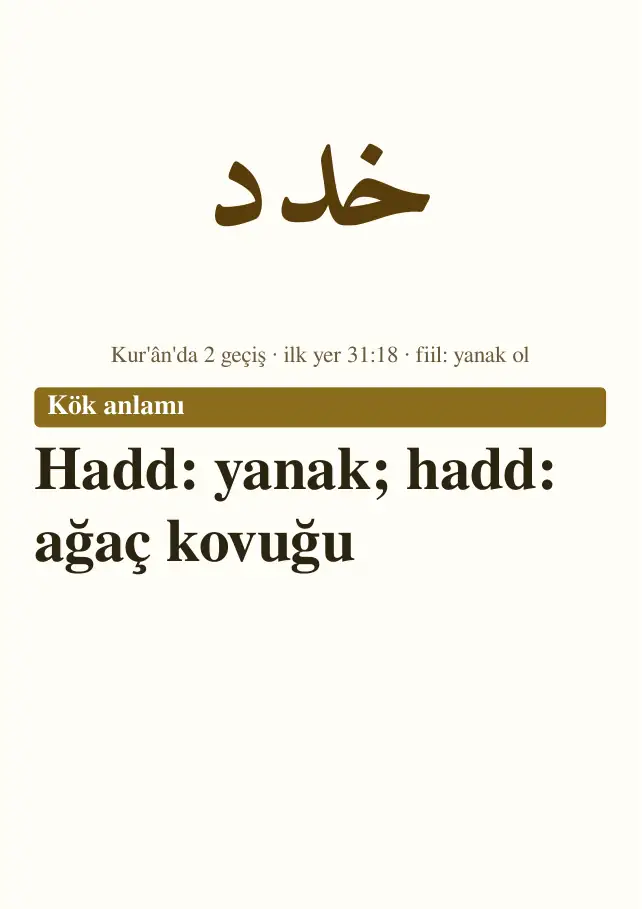 خدد
Kur'ân'da 2 geçiş · ilk yer 31:18 · fiil: yanak ol
Kök anlamı
Hadd: yanak; hadd:
ağaç kovuğu